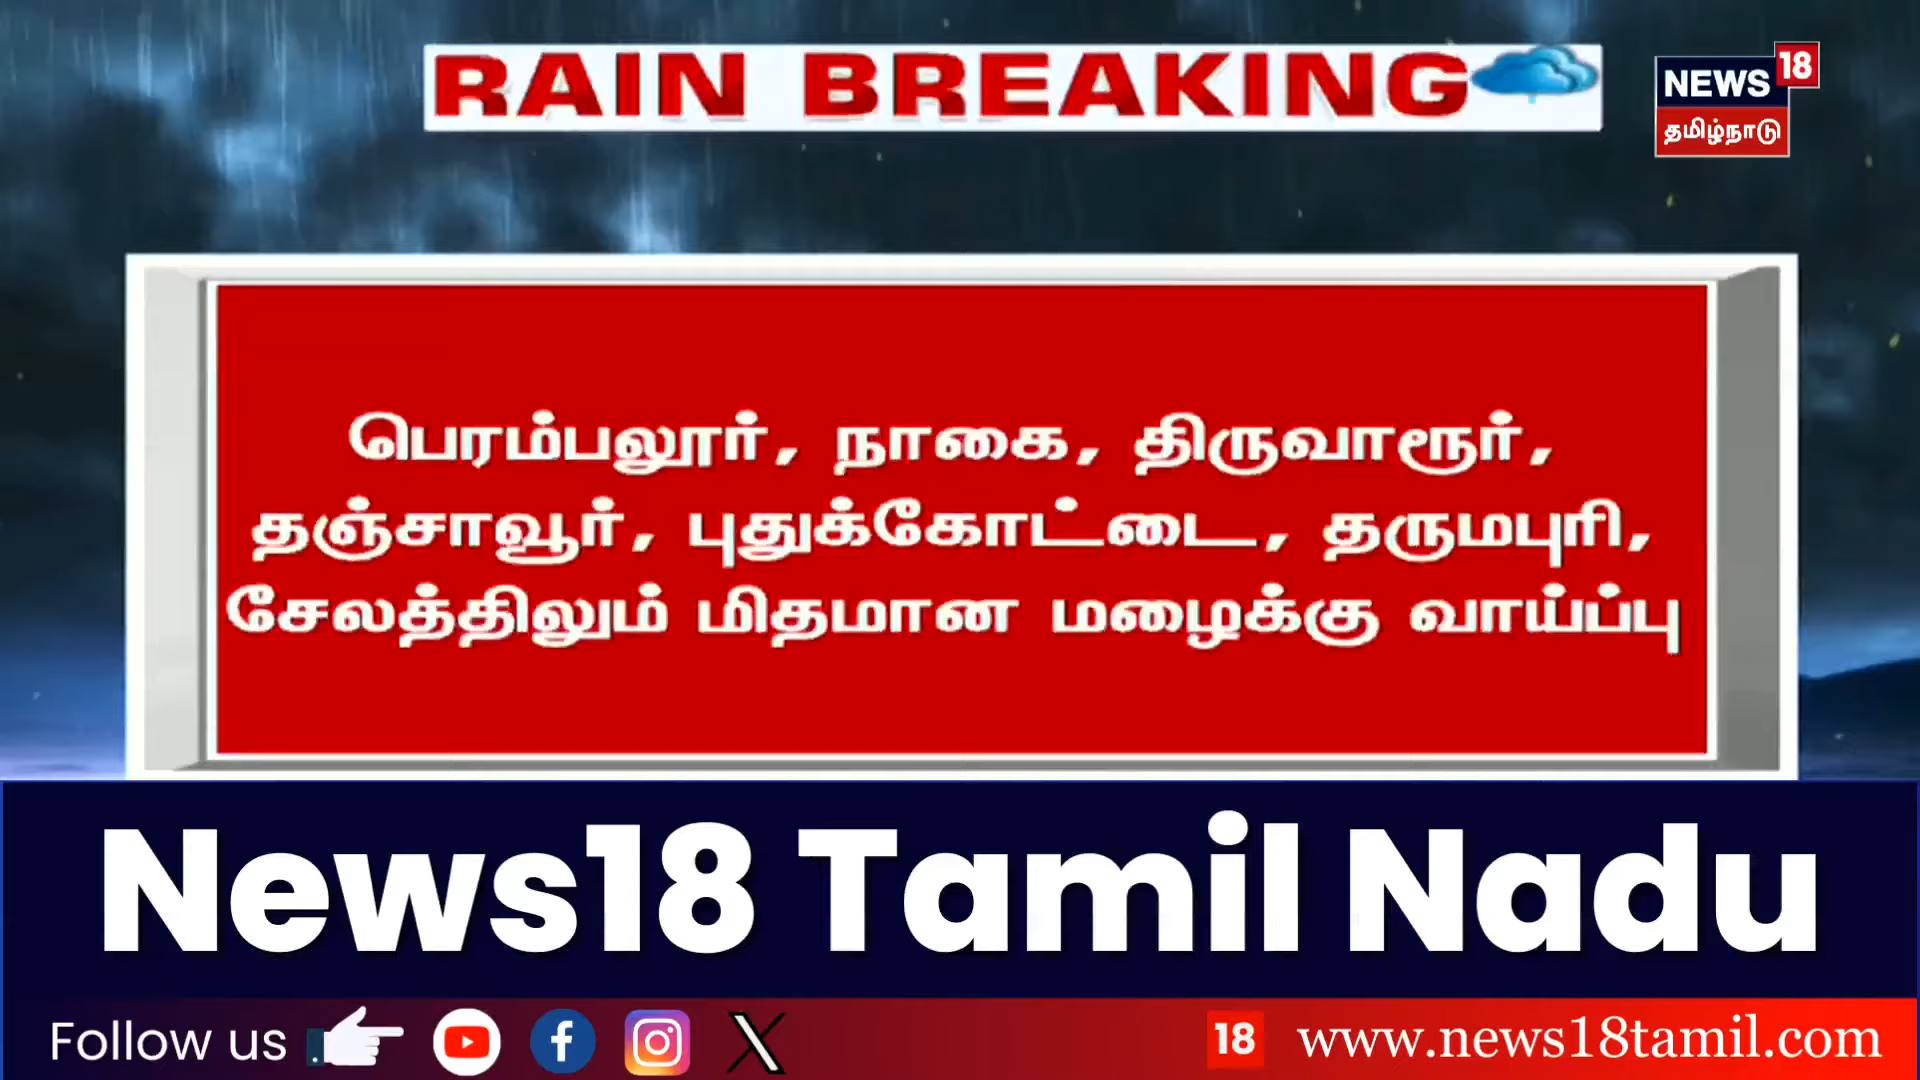 RAIN BREAKING
NEWS 18
தமிழ்நாடு
பெரம்பலூர், நாகை, திருவாரூர்,
தஞ்சாவூர், புதுக்கோட்டை, தருமபுரி,
சேலத்திலும் மிதமான மழைக்கு வாய்ப்பு
News18 Tamil Nadu
Follow us
18 www.news18tamil.com